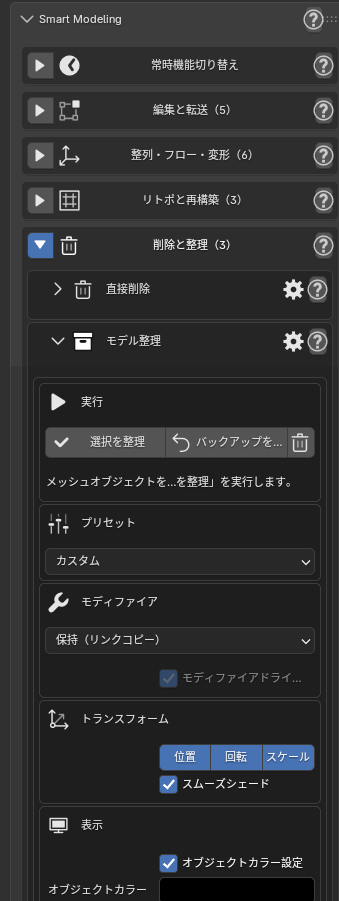 Smart Modeling
常時機能切り替え
編集と転送（5）
整列・フロー・変形（6）
リトポと再構築（3）
削除と整理（3）
直接削除
モデル整理
実行
選択を整理 バックアップを...
メッシュオブジェクトを...を整理」を実行します。
プリセット
カスタム
モディファイア
保持（リンクコピー）
モディファイアドライ...
トランスフォーム
位置 回転 スケール
スムーズシェード
表示
オブジェクトカラー設定
オブジェクトカラー